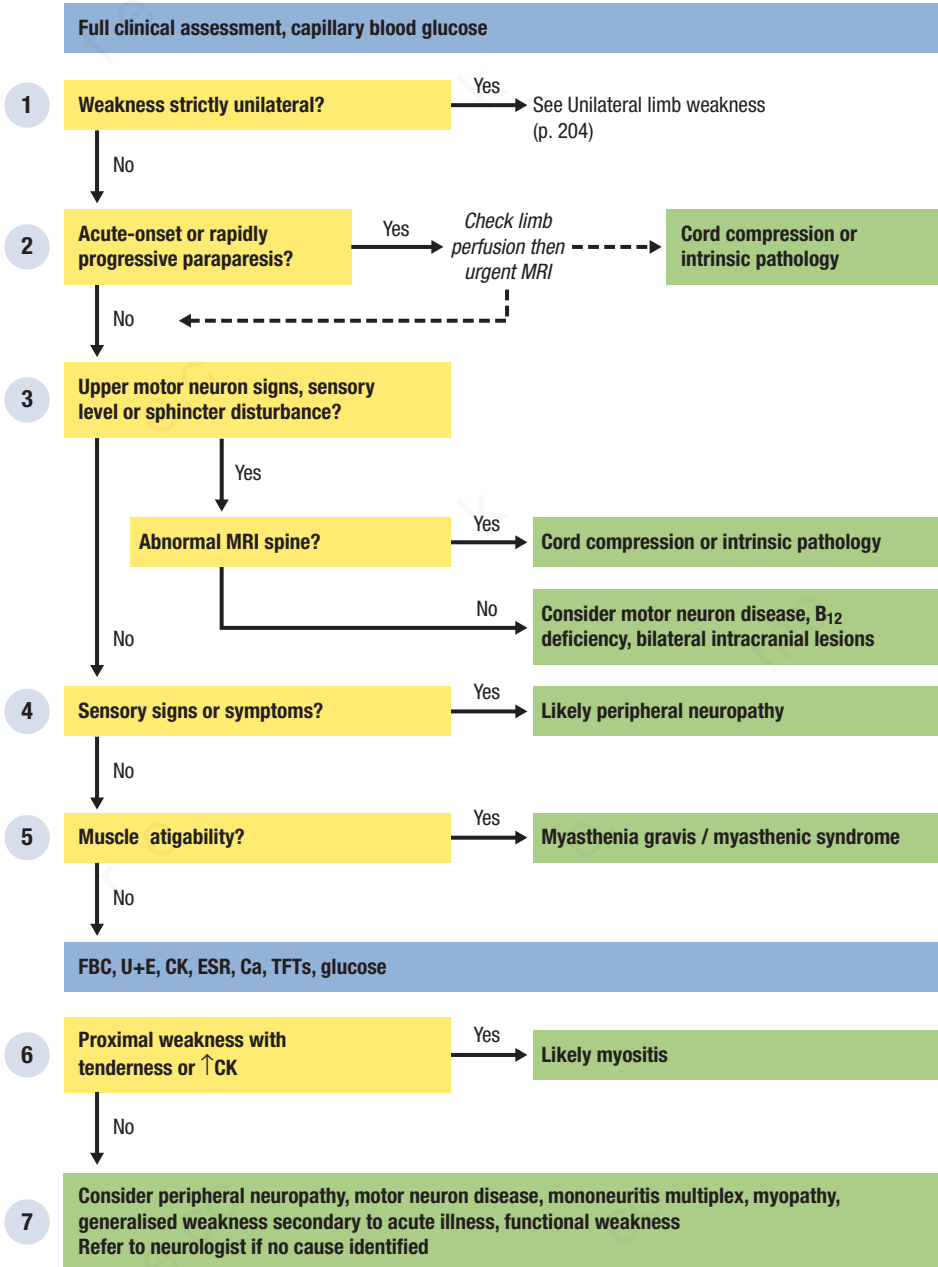 Full clinical assessment, capillary blood glucose
1
Weakness strictly unilateral?
Yes
See Unilateral limb weakness
(p. 204)
No
2
Acute-onset or rapidly
progressive paraparesis?
Yes
Check limb
perfusion then
urgent MRI
Cord compression or
intrinsic pathology
No
3
Upper motor neuron signs, sensory
level or sphincter disturbance?
Yes
Abnormal MRI spine?
Yes
Cord compression or intrinsic pathology
No
Consider motor neuron disease, B12
deficiency, bilateral intracranial lesions
No
4
Sensory signs or symptoms?
Yes
Likely peripheral neuropathy
No
5
Muscle atigability?
Yes
Myasthenia gravis / myasthenic syndrome
No
FBC, U+E, CK, ESR, Ca, TFTs, glucose
6
Proximal weakness with
tenderness or ↑CK
Yes
Likely myositis
No
7
Consider peripheral neuropathy, motor neuron disease, mononeuritis multiplex, myopathy,
generalised weakness secondary to acute illness, functional weakness
Refer to neurologist if no cause identified